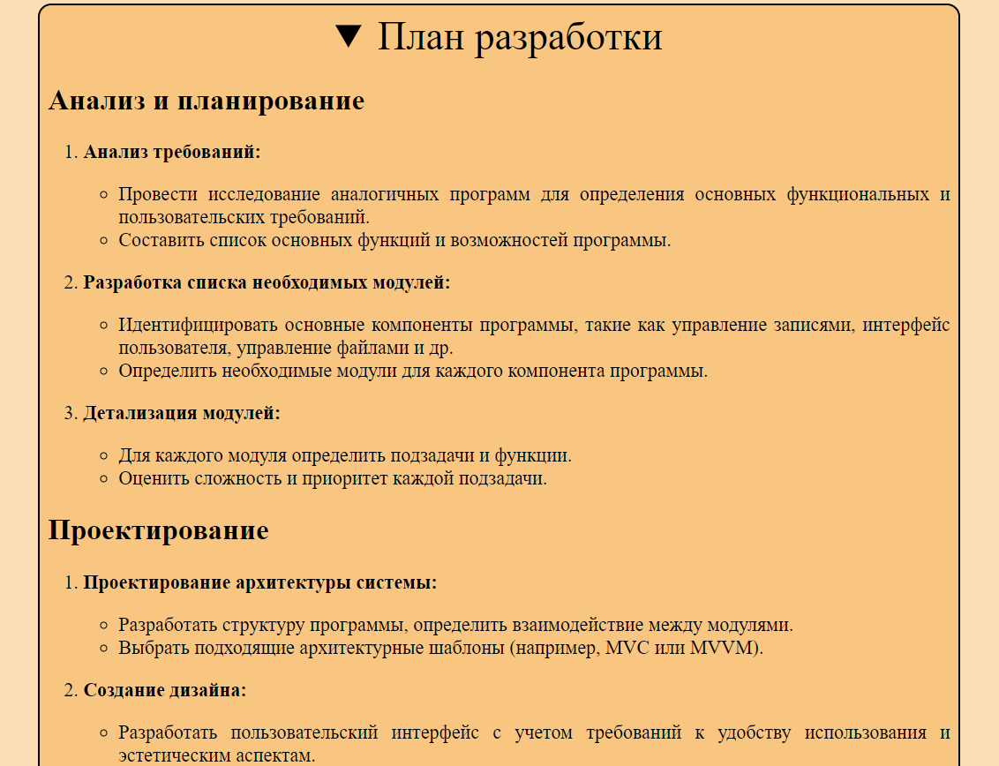 План разработки
Анализ и планирование
1. Анализ требований:
Провести исследование аналогичных программ для определения основных функциональных и
пользовательских требований.
Составить список основных функций и возможностей программы.
2. Разработка списка необходимых модулей:
Идентифицировать основные компоненты программы, такие как управление записями, интерфейс
пользователя, управление файлами и др.
Определить необходимые модули для каждого компонента программы.
3. Детализация модулей:
Для каждого модуля определить подзадачи и функции.
Оценить сложность и приоритет каждой подзадачи.
Проектирование
1. Проектирование архитектуры системы:
Разработать структуру программы, определить взаимодействие между модулями.
Выбрать подходящие архитектурные шаблоны (например, MVC или MVVM).
2. Создание дизайна:
Разработать пользовательский интерфейс с учетом требований к удобству использования и
эстетическим аспектам.